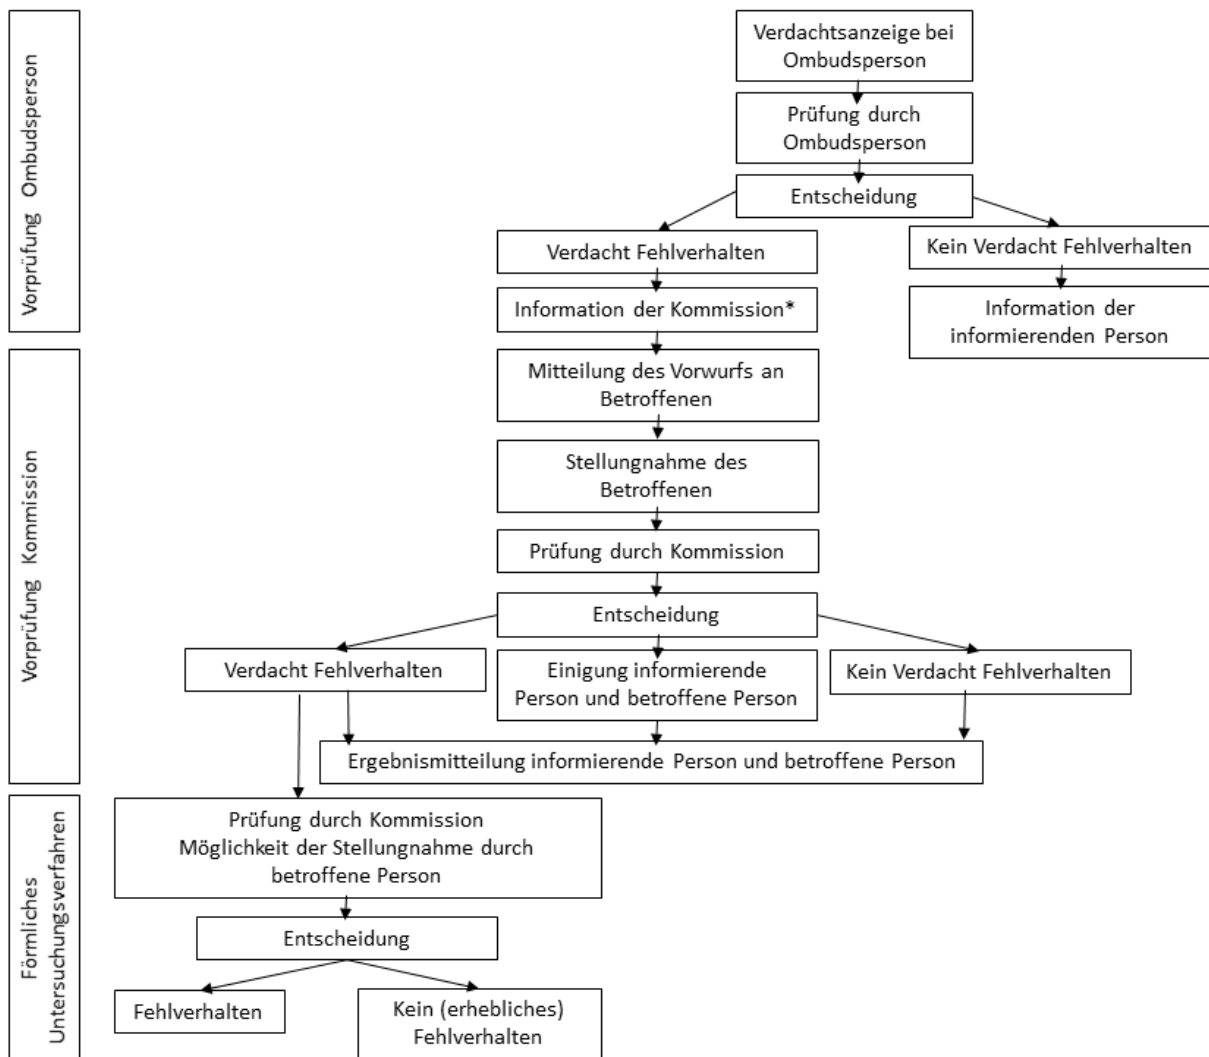 Vorprüfung Ombudsperson
Verdachtsanzeige bei
Ombudsperson
Prüfung durch
Ombudsperson
Entscheidung
Verdacht Fehlverhalten
Kein Verdacht Fehlverhalten
Information der Kommission*
Information der
informierenden Person
Vorprüfung Kommission
Mitteilung des Vorwurfs an
Betroffenen
Stellungnahme des
Betroffenen
Prüfung durch Kommission
Entscheidung
Verdacht Fehlverhalten
Einigung informierende
Person und betroffene Person
Kein Verdacht Fehlverhalten
Ergebnismitteilung informierende Person und betroffene Person
Förmliches
Untersuchungsverfahren
Prüfung durch Kommission
Möglichkeit der Stellungnahme durch
betroffene Person
Entscheidung
Fehlverhalten
Kein (erhebliches)
Fehlverhalten